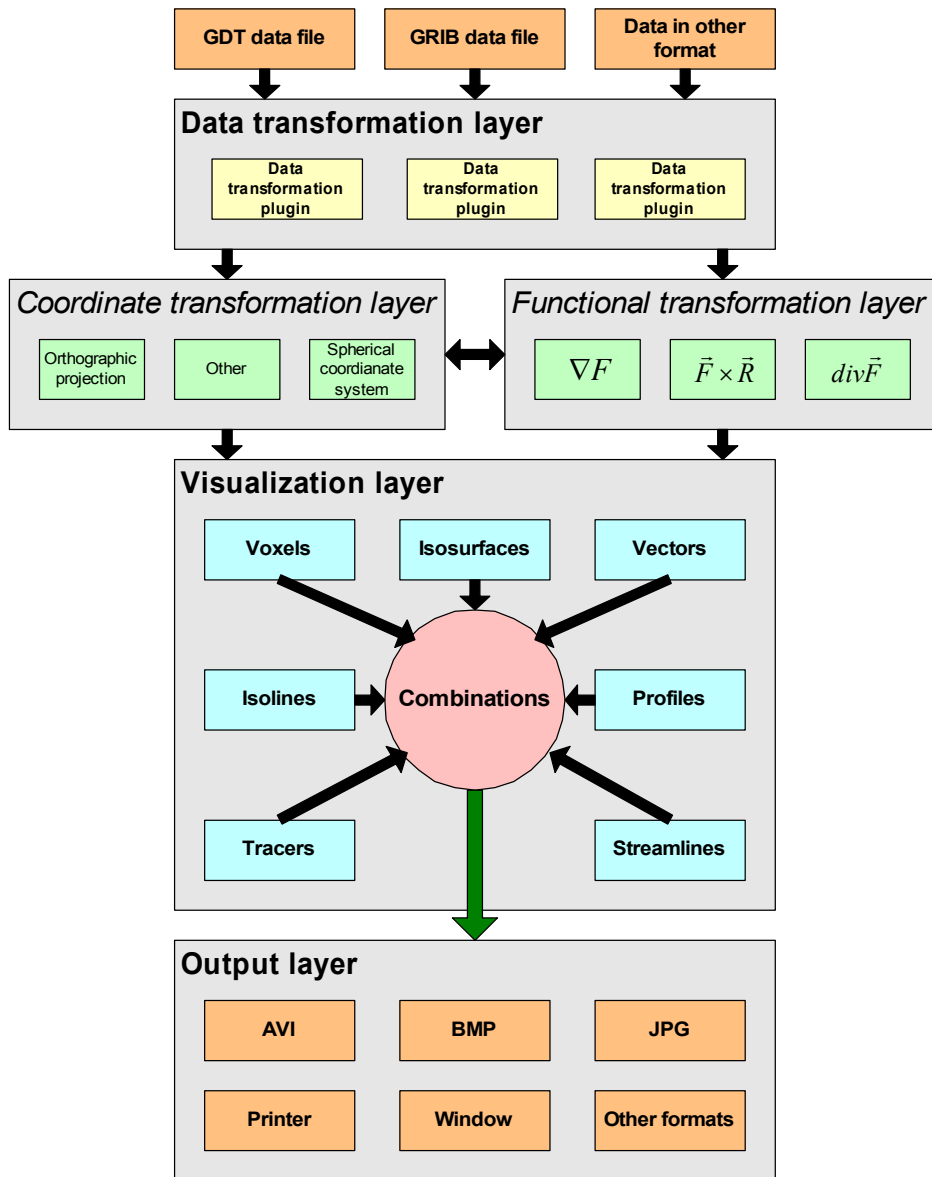 GDT data file
GRIB data file
Data in other
format
Data transformation layer
Data
transformation
plugin
Data
transformation
plugin
Data
transformation
plugin
Coordinate transformation layer
Orthographic
projection
Other
Spherical
coordianate
system
Functional transformation layer
∇F
F⃗ × R⃗
divF⃗
Visualization layer
Voxels
Isosurfaces
Vectors
Isolines
Combinations
Profiles
Tracers
Streamlines
Output layer
AVI
BMP
JPG
Printer
Window
Other formats